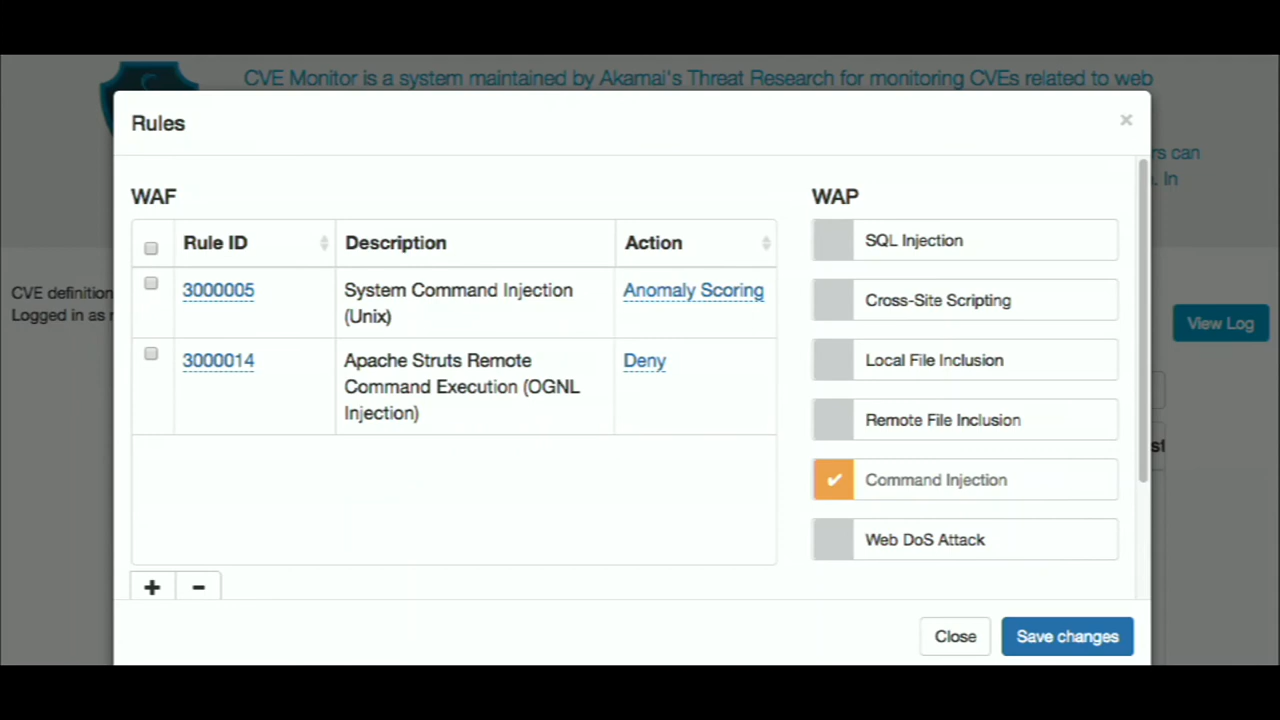 CVE Monitor is a system maintained by Akamai's Threat Research for monitoring CVEs related to web
Rules
×
rs can
. In
WAF
WAP
Rule ID
Description
Action
3000005
System Command Injection
(Unix)
Anomaly Scoring
3000014
Apache Struts Remote
Command Execution (OGNL
Injection)
Deny
SQL Injection
Cross-Site Scripting
Local File Inclusion
Remote File Inclusion
Command Injection
Web DoS Attack
CVE definition
Logged in as
View Log
st
+
-
Close
Save changes